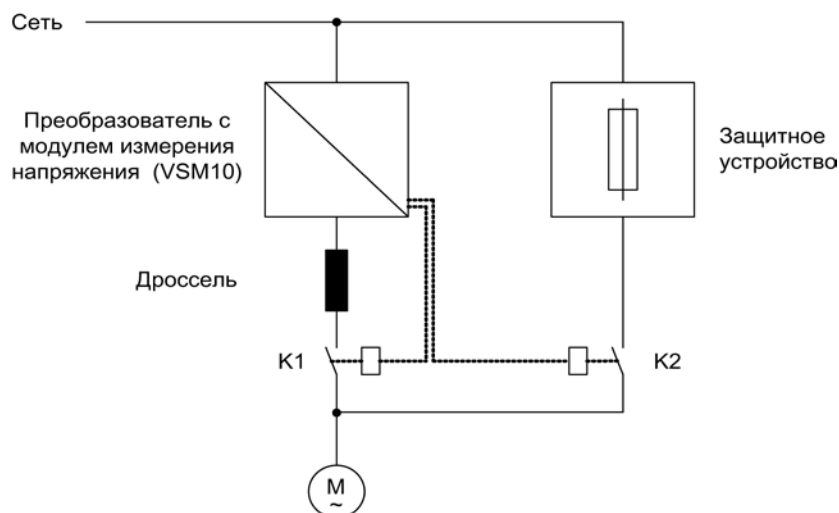 Сеть
Преобразователь с
модулем измерения
напряжения (VSM10)
Защитное
устройство
Дроссель
K1
K2
M
~